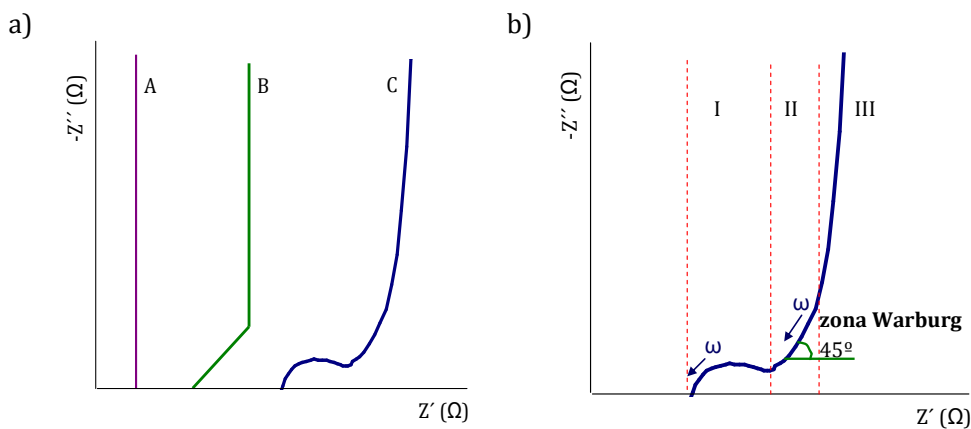 a)
-Z´´ (Ω)
A
B
C
Z´ (Ω)
b)
-Z´´ (Ω)
I
II
III
ω
ω
zona Warburg
45º
Z´ (Ω)